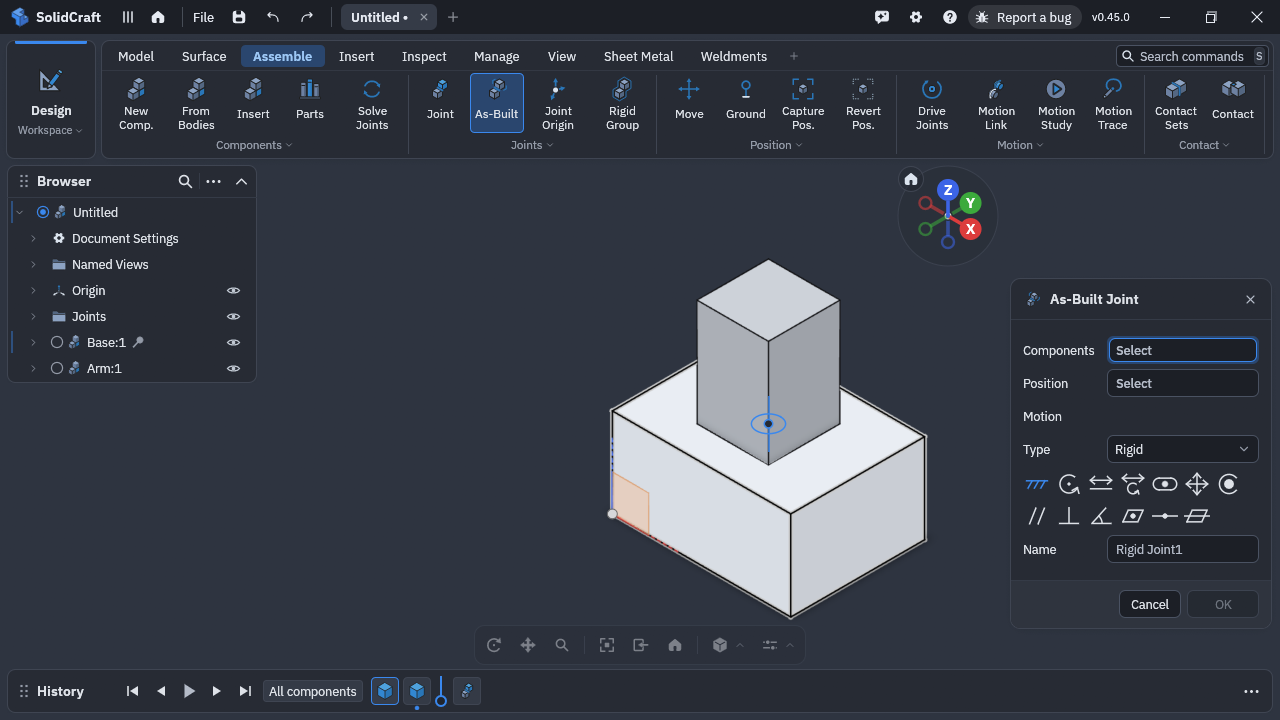 SolidCraft
File
Untitled •
Report a bug
v0.45.0
Design
Workspace
Model
Surface
Assemble
Insert
Inspect
Manage
View
Sheet Metal
Weldments
Search commands
S
New
Comp.
From
Bodies
Insert
Parts
Solve
Joints
Components
Joint
As-Built
Joint
Origin
Rigid
Group
Joints
Move
Ground
Capture
Pos.
Revert
Pos.
Position
Drive
Joints
Motion
Link
Motion
Study
Motion
Trace
Motion
Contact
Sets
Contact
Contact
Browser
Untitled
Document Settings
Named Views
Origin
Joints
Base:1
Arm:1
Z
Y
X
As-Built Joint
Components
Select
Position
Select
Motion
Type
Rigid
Name
Rigid Joint1
Cancel
OK
History
All components